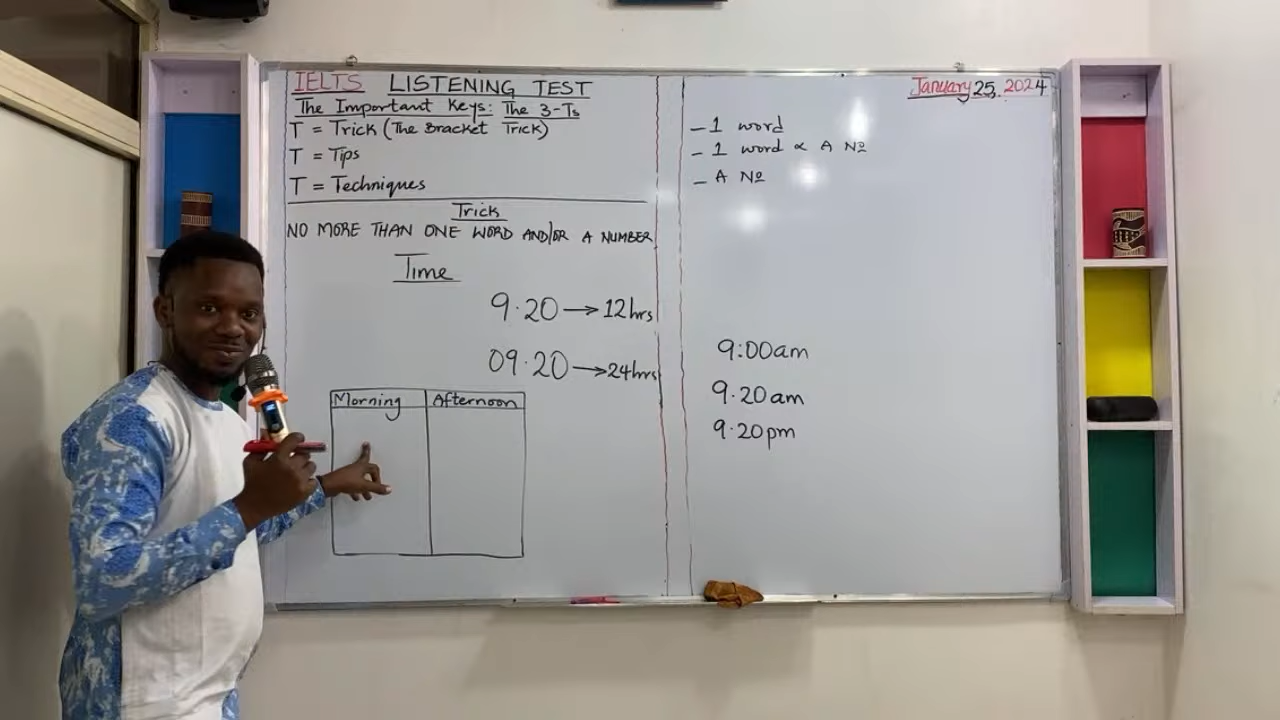 IELTS LISTENING TEST
The Important Keys: The 3-Ts
T = Trick (The Bracket Trick)
T = Tips
T = Techniques
Trick
NO MORE THAN ONE WORD AND/OR A NUMBER
Time
9.20 → 12hrs
09.20 → 24hrs
Morning Afternoon
January 25, 2024
- 1 word
- 1 word & A No
- A No
9:00am
9.20am
9.20pm